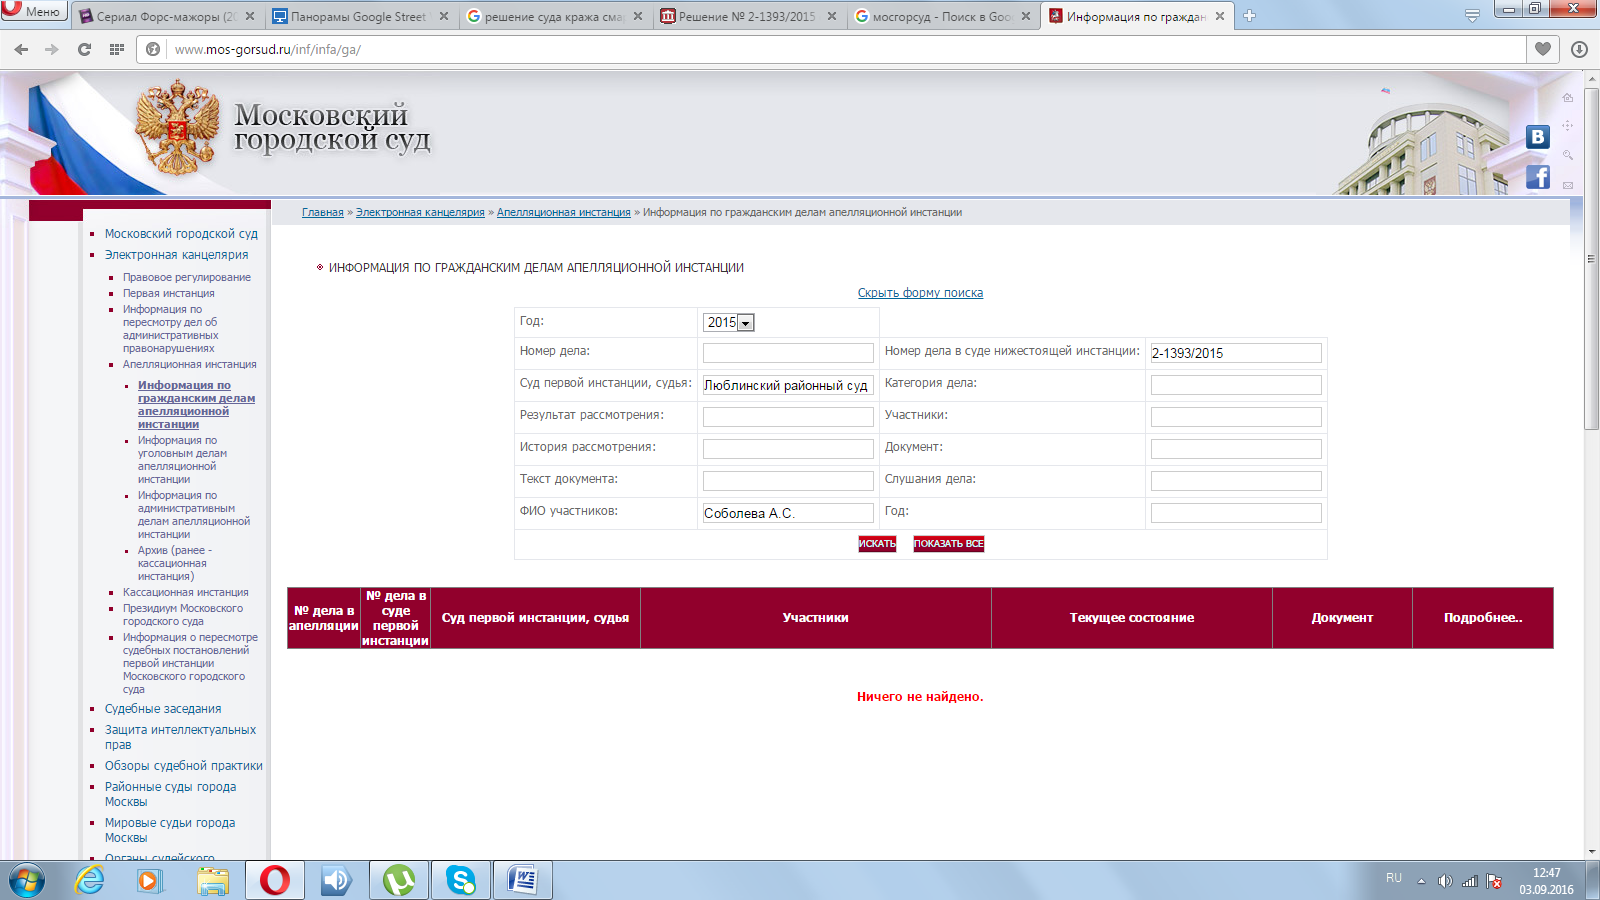 Меню
Сериал Форс-мажоры (20
Панорамы Google Street
решение суда кража сма
Решение № 2-1393/2015
мосгорсуд - Поиск в Goo
Информация по граждан
www.mos-gorsud.ru/inf/infa/ga/
Московский
городской суд
B
f
Главная » Электронная канцелярия » Апелляционная инстанция » Информация по гражданским делам апелляционной инстанции
Московский городской суд
Электронная канцелярия
Правовое регулирование
Первая инстанция
Информация по
пересмотру дел об
административных
правонарушениях
Апелляционная инстанция
Информация по
гражданским делам
апелляционной
инстанции
Информация по
уголовным делам
апелляционной
инстанции
Информация по
административным
делам апелляционной
инстанции
Архив (ранее -
кассационная
инстанция)
Кассационная инстанция
Президиум Московского
городского суда
Информация о пересмотре
судебных постановлений
первой инстанции
Московского городского
суда
Судебные заседания
Защита интеллектуальных
прав
Обзоры судебной практики
Районные суды города
Москвы
Мировые судьи города
Москвы
Органы судейского
ИНФОРМАЦИЯ ПО ГРАЖДАНСКИМ ДЕЛАМ АПЕЛЛЯЦИОННОЙ ИНСТАНЦИИ
Скрыть форму поиска
Год: 2015
Номер дела: Номер дела в суде нижестоящей инстанции: 2-1393/2015
Суд первой инстанции, судья: Люблинский районный суд Категория дела:
Результат рассмотрения: Участники:
История рассмотрения: Документ:
Текст документа: Слушания дела:
ФИО участников: Соболева А.С. Год:
ИСКАТЬ ПОКАЗАТЬ ВСЕ
№ дела в
апелляции
№ дела в
суде
первой
инстанции
Суд первой инстанции, судья
Участники
Текущее состояние
Документ
Подробнее..
Ничего не найдено.
RU
12:47
03.09.2016